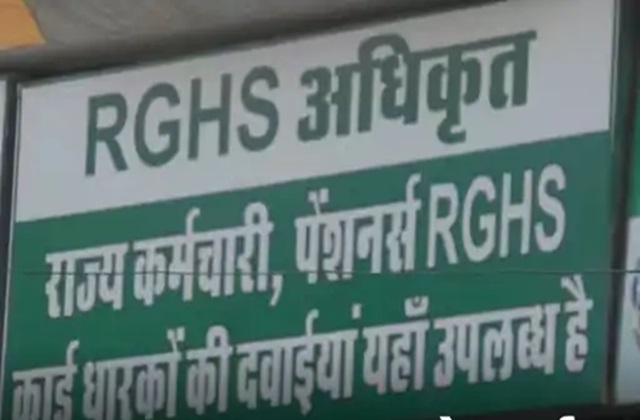 RGHS अधिकृत
राज्य कर्मचारी, पेंशनर्स RGHS
कार्ड धारकों की दवाईयां यहाँ उपलब्ध है